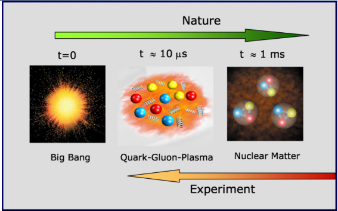 Nature
t=0 t ≈ 10 μs t ≈ 1 ms
Big Bang Quark-Gluon-Plasma Nuclear Matter
Experiment